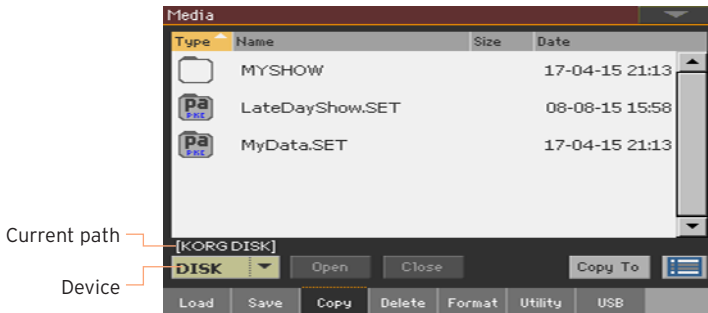 Media
Type Name Size Date
MYSHOW 17-04-15 21:13
Pa PKG LateDayShow.SET 08-08-15 15:58
Pa PKG MyData.SET 17-04-15 21:13
Current path
[KORG DISK]
Device
DISK Open Close Copy To
Load Save Copy Delete Format Utility USB